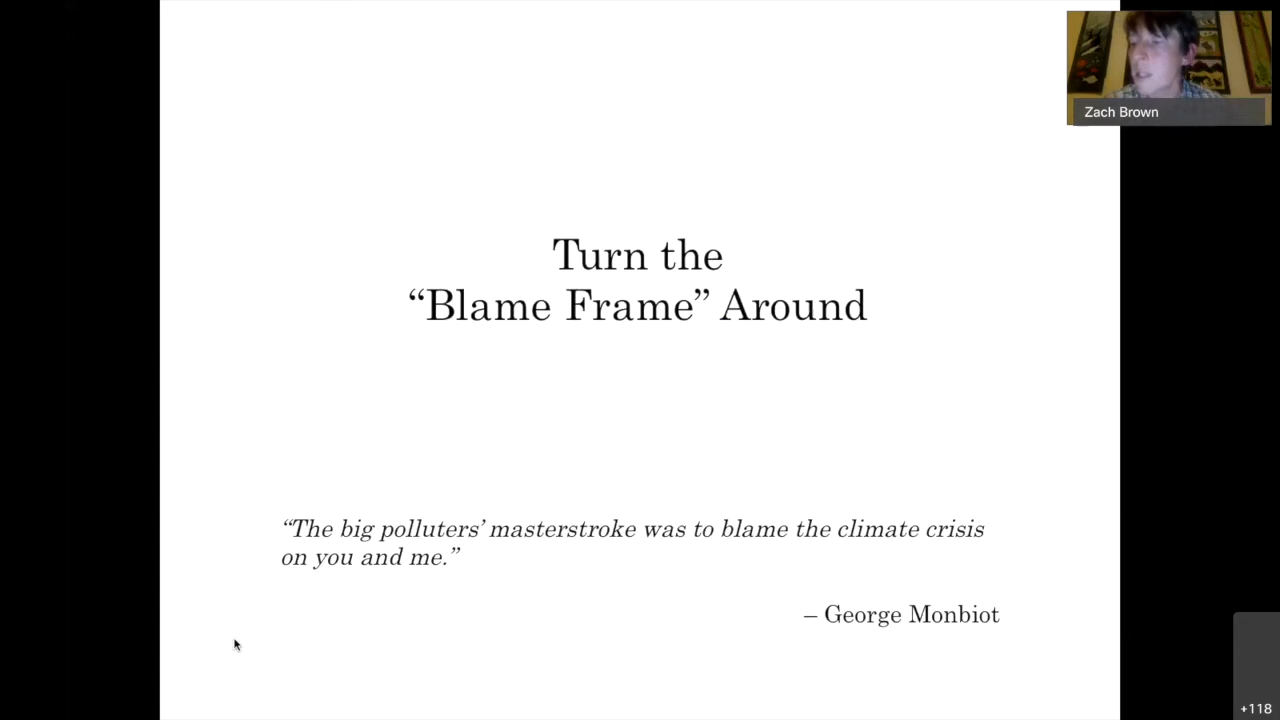 Zach Brown
Turn the
“Blame Frame” Around
“The big polluters’ masterstroke was to blame the climate crisis
on you and me.”
– George Monbiot
+118